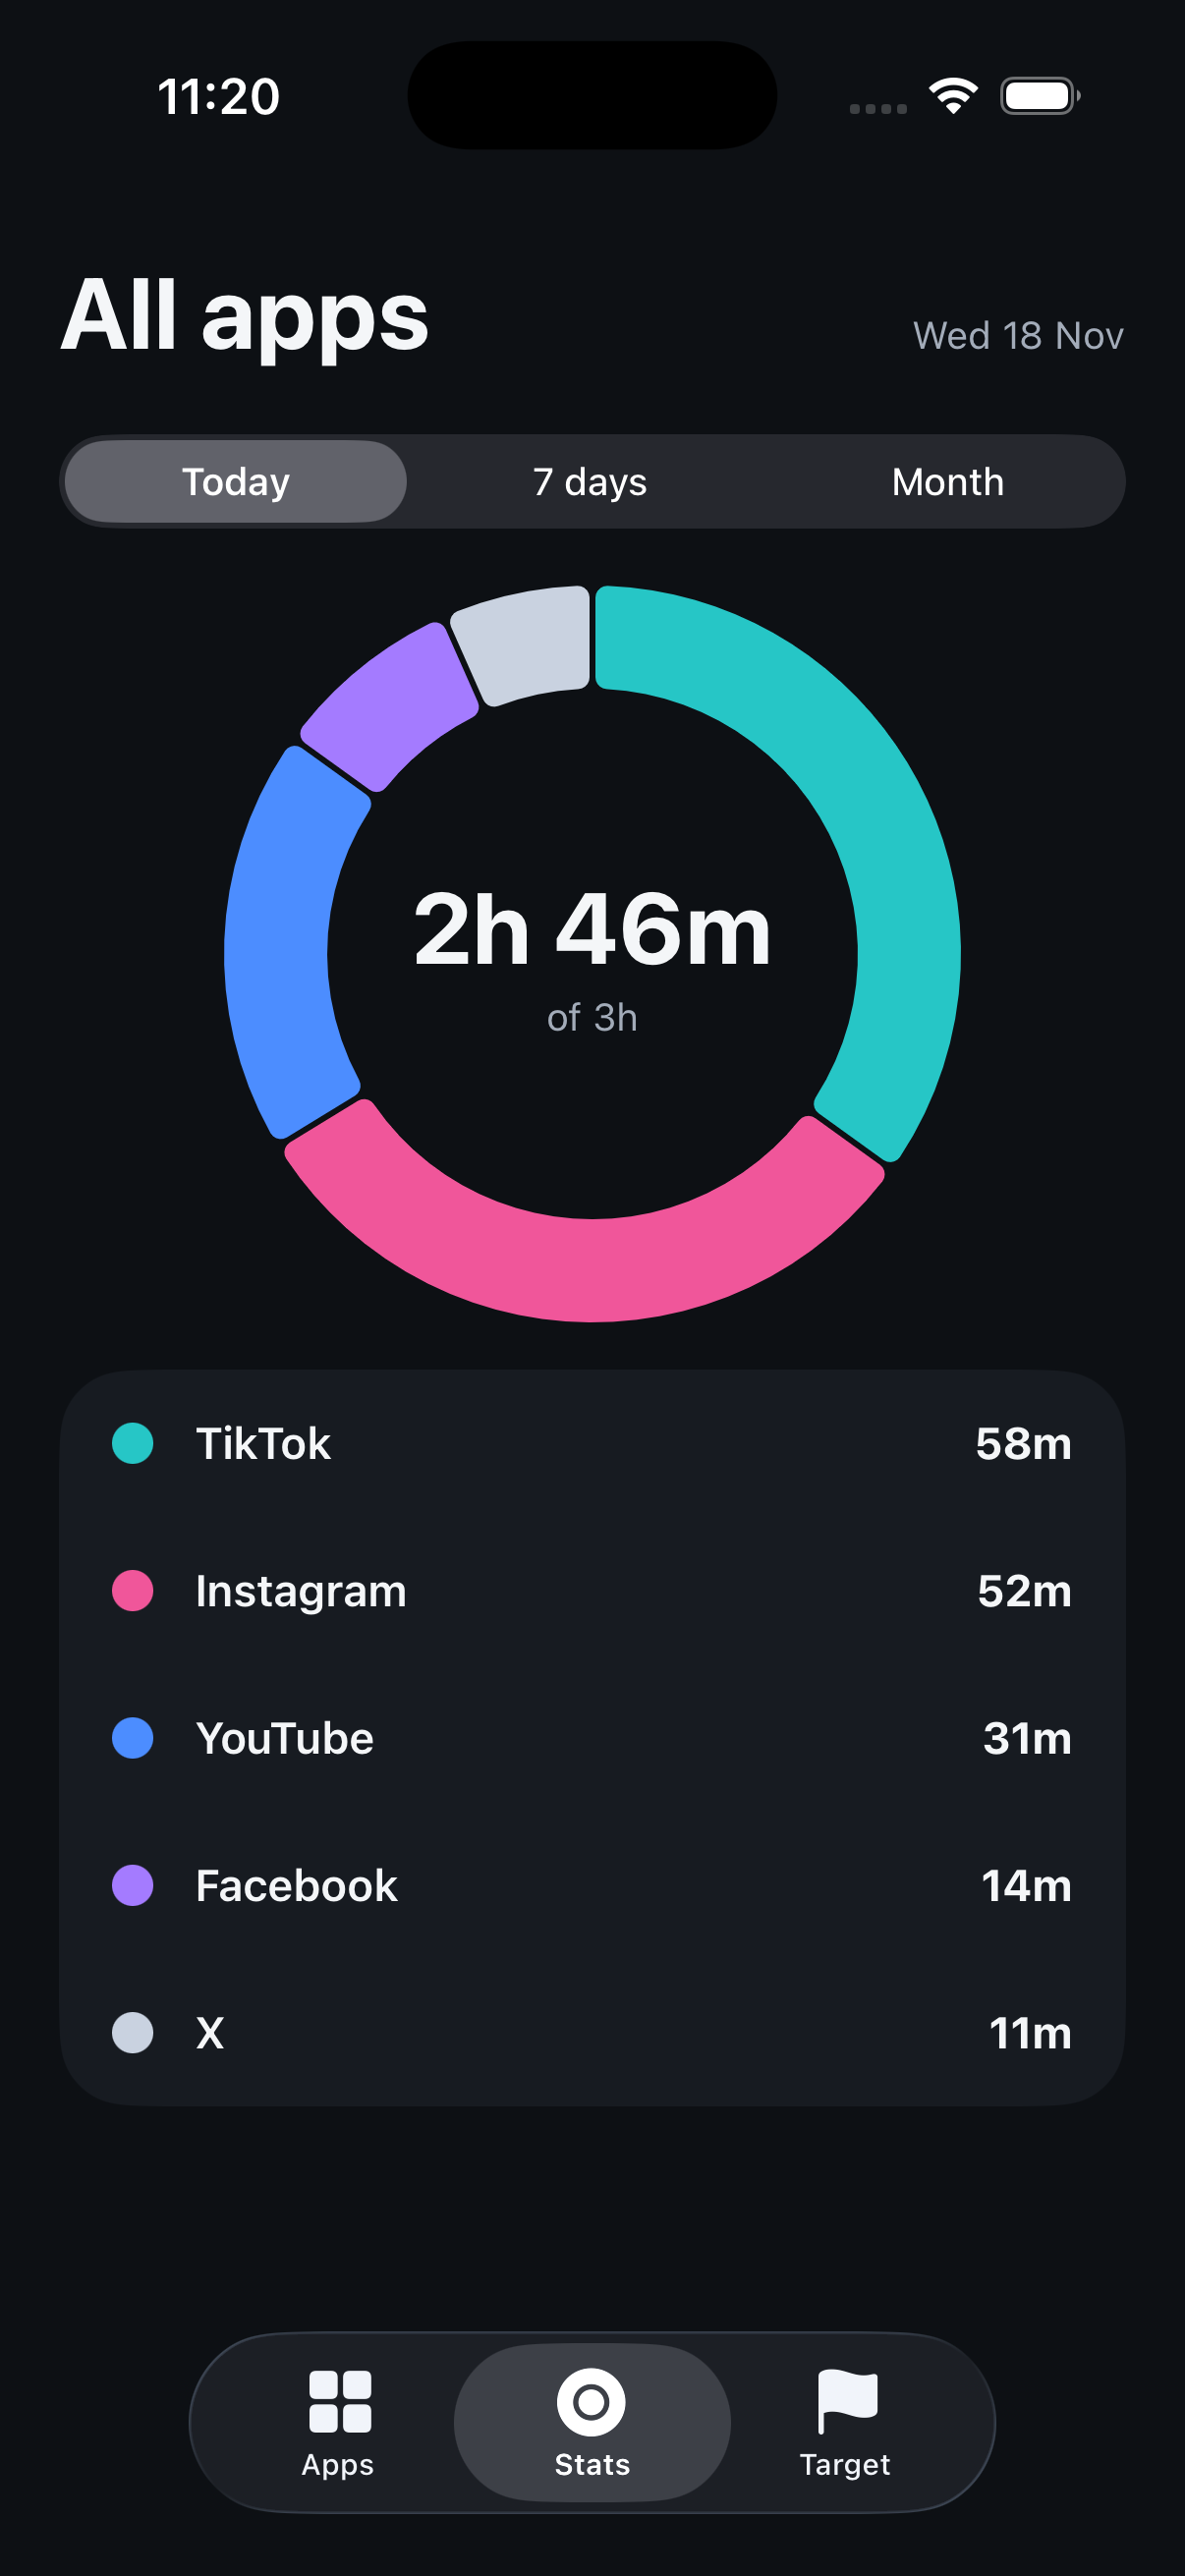 11:20
All apps
Wed 18 Nov
Today 7 days Month
2h 46m
of 3h
TikTok 58m
Instagram 52m
YouTube 31m
Facebook 14m
X 11m
Apps Stats Target